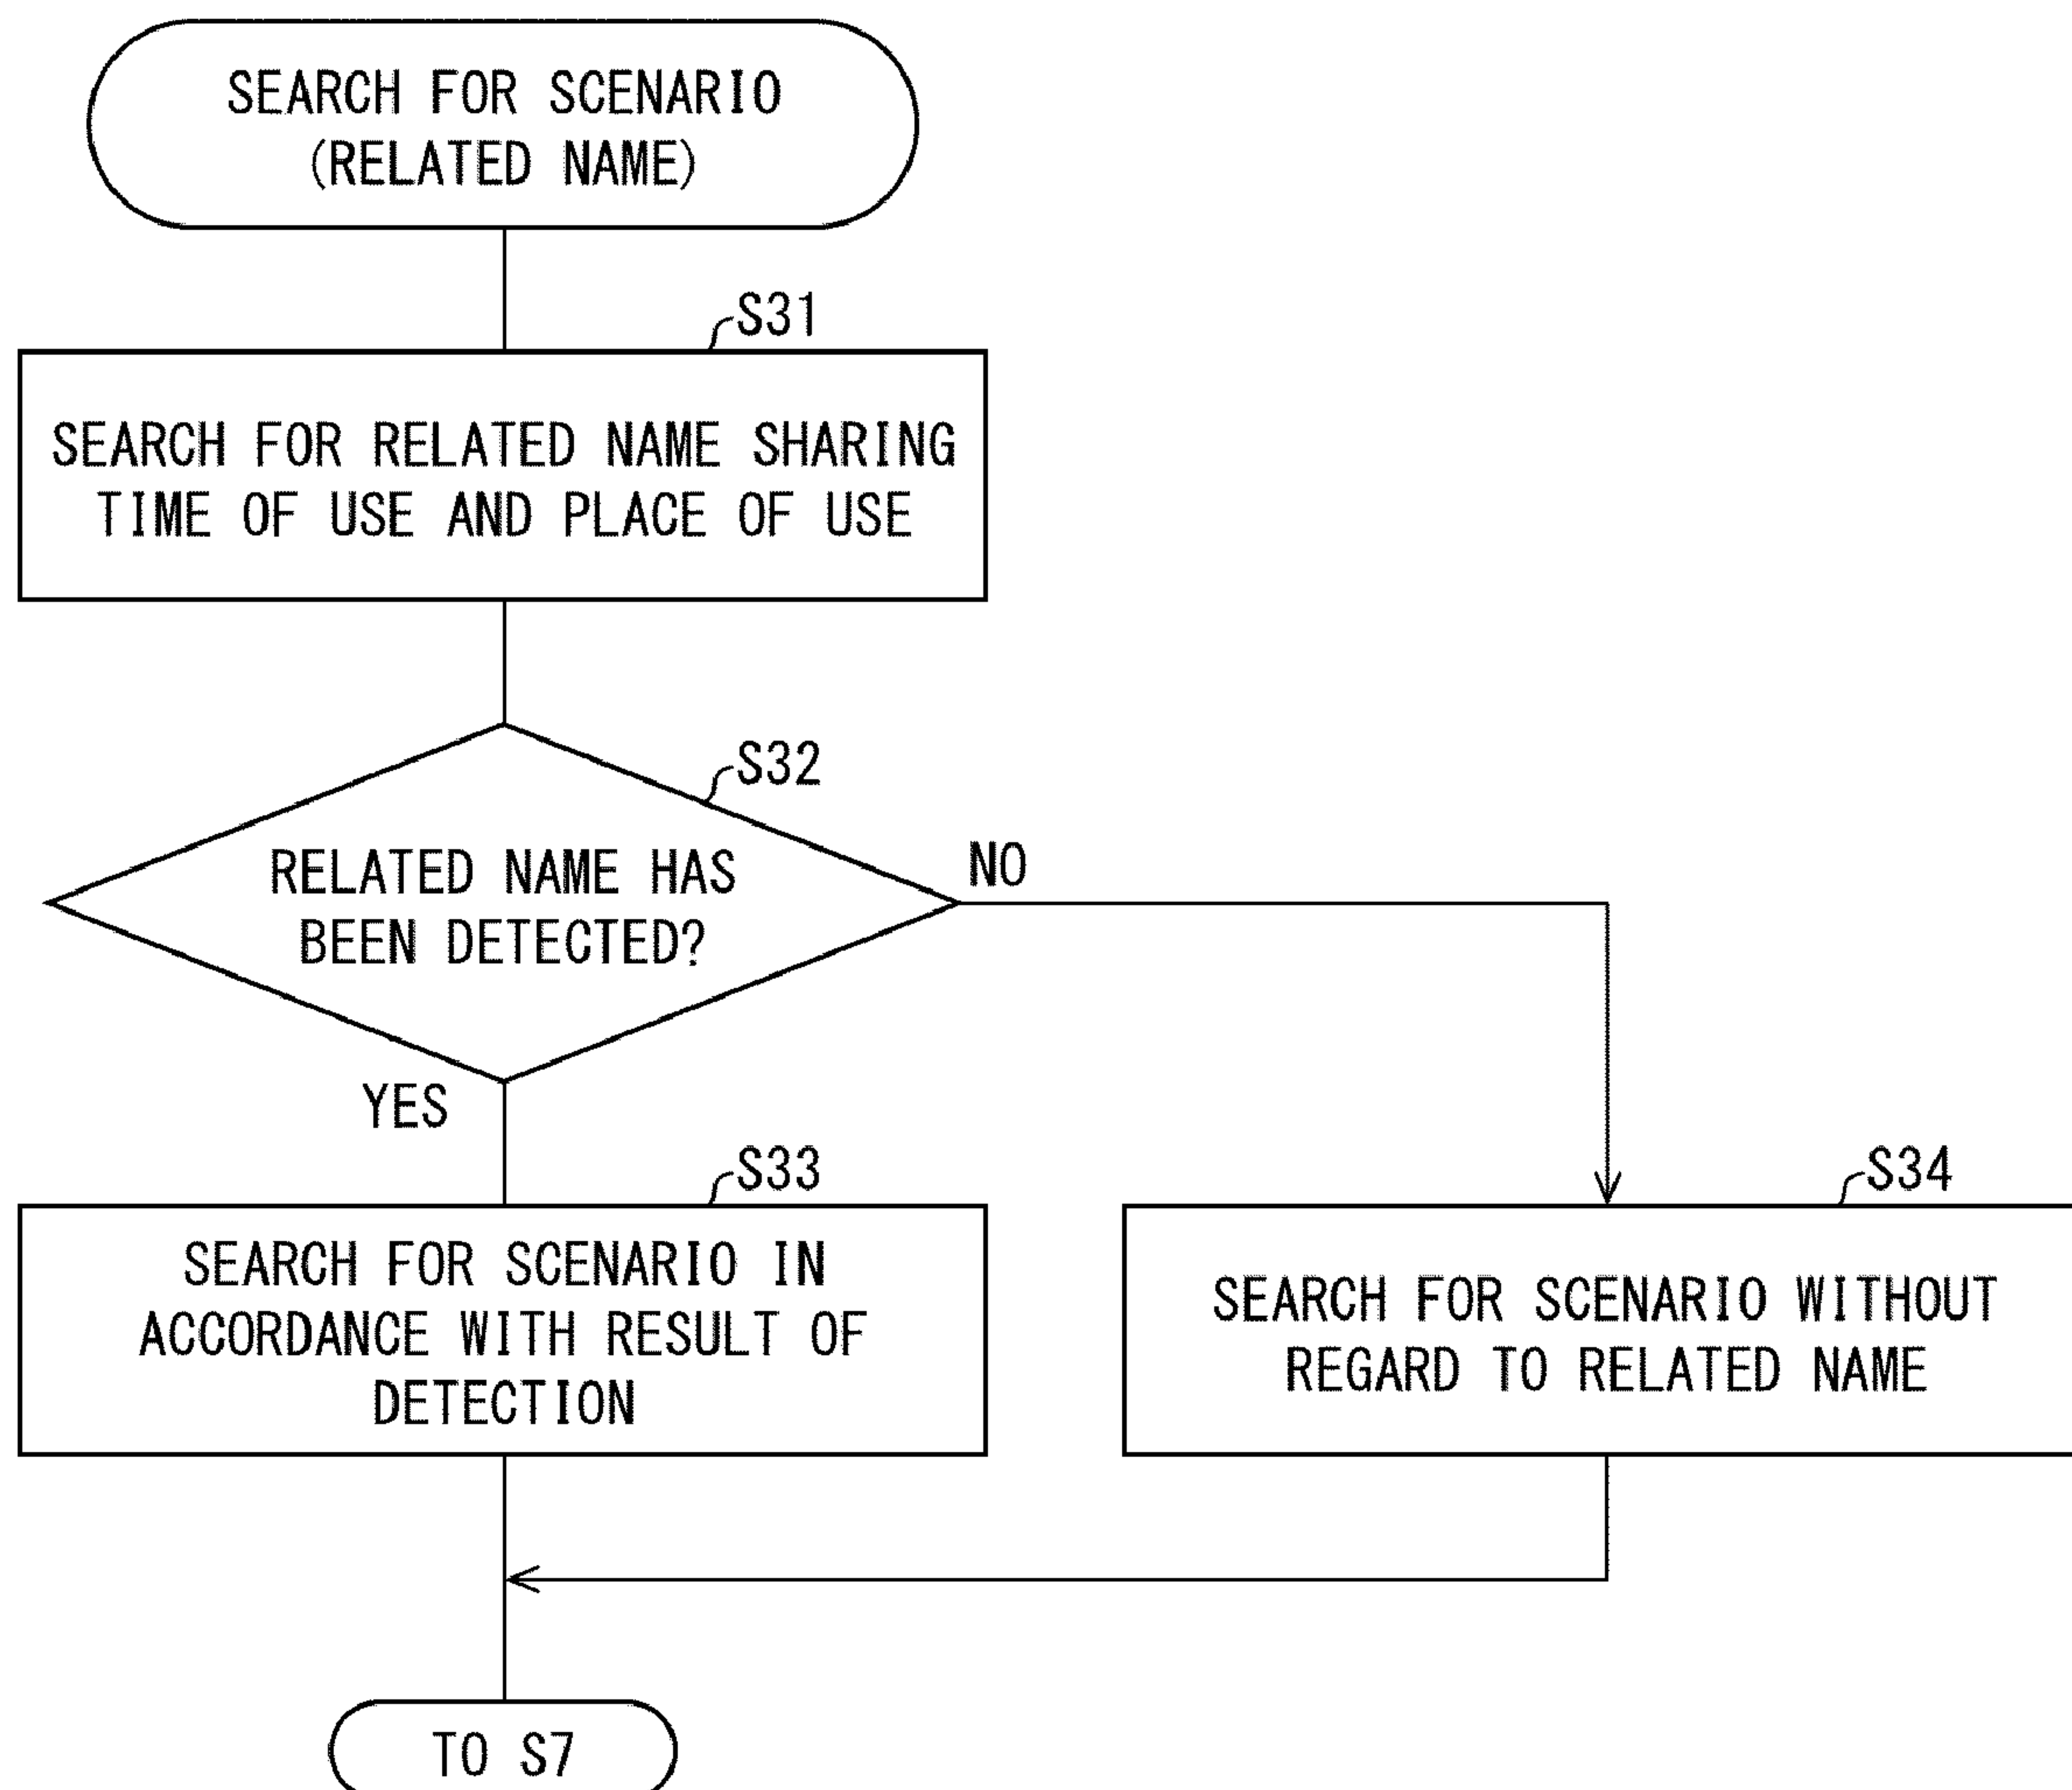 SEARCH FOR SCENARIO
(RELATED NAME)
S31
SEARCH FOR RELATED NAME SHARING
TIME OF USE AND PLACE OF USE
S32
RELATED NAME HAS
BEEN DETECTED?
NO
YES
S33
SEARCH FOR SCENARIO IN
ACCORDANCE WITH RESULT OF
DETECTION
S34
SEARCH FOR SCENARIO WITHOUT
REGARD TO RELATED NAME
TO S7